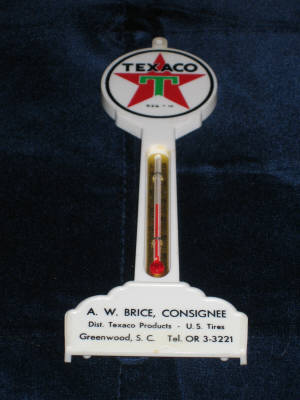 TEXACO
T
A. W. BRICE, CONSIGNEE
Dist. Texaco Products - U.S. Tires
Greenwood, S. C. Tel. OR 3-3221